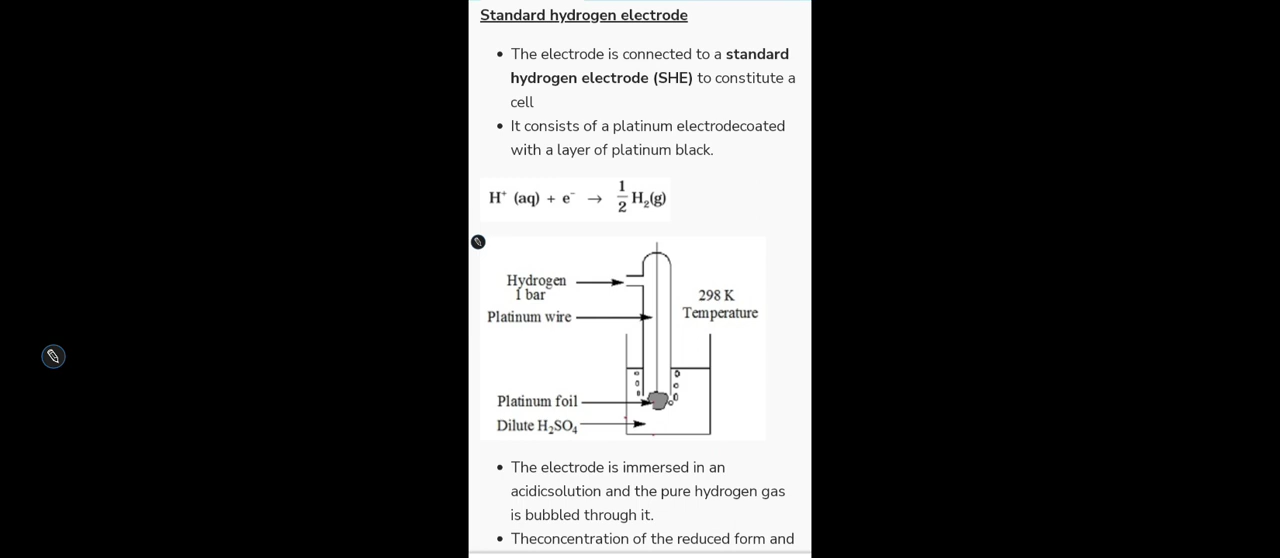 Standard hydrogen electrode
• The electrode is connected to a standard
hydrogen electrode (SHE) to constitute a
cell
• It consists of a platinum electrodecoated
with a layer of platinum black.
H⁺ (aq) + e⁻ → 1/2 H₂(g)
Hydrogen
1 bar
298 K
Temperature
Platinum wire
Platinum foil
Dilute H₂SO₄
• The electrode is immersed in an
acidicsolution and the pure hydrogen gas
is bubbled through it.
• Theconcentration of the reduced form and